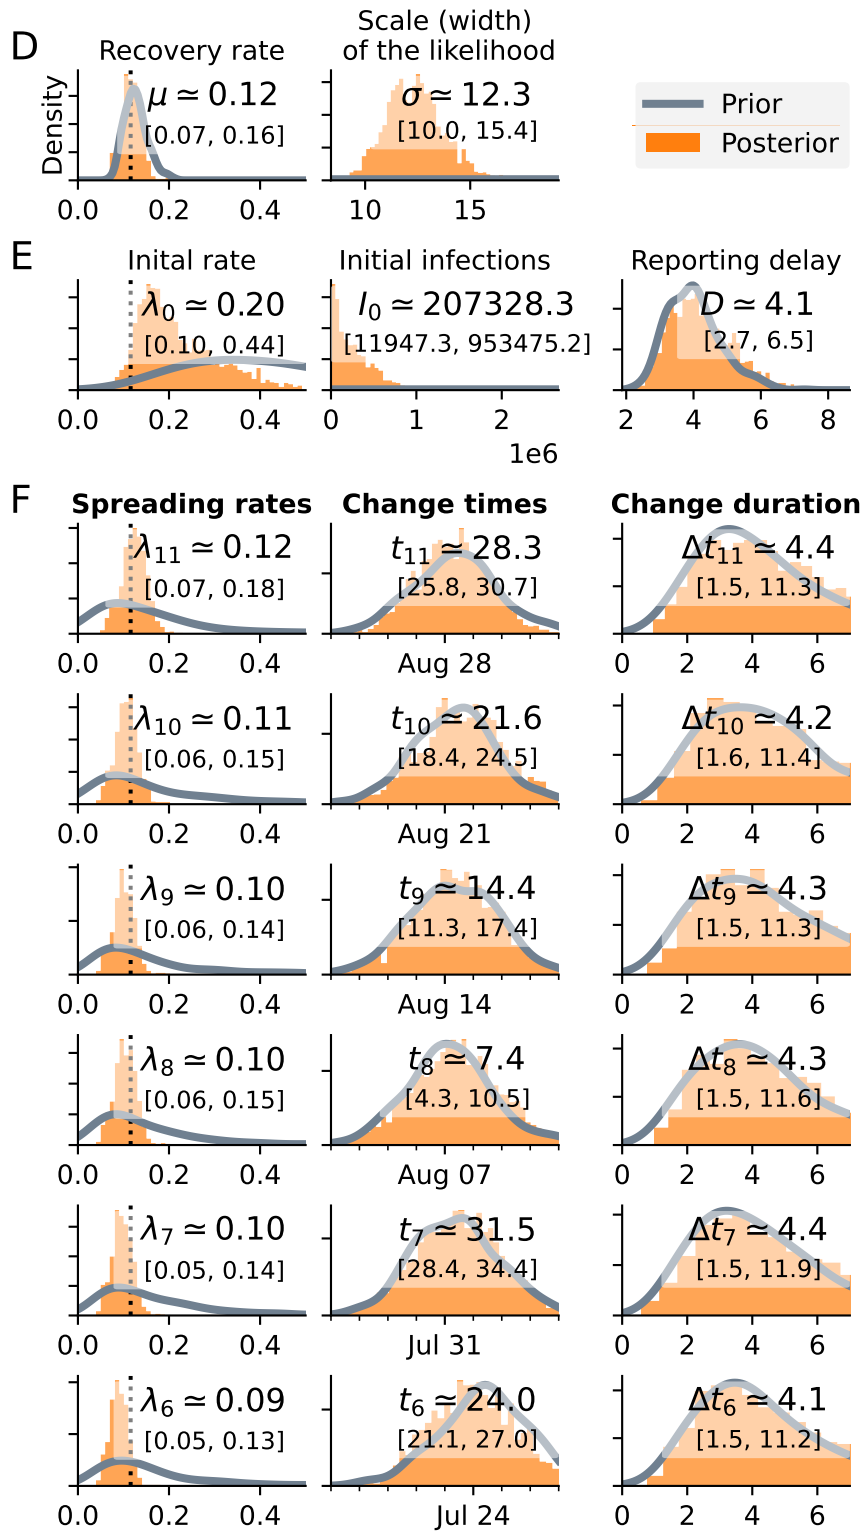 D
Recovery rate
Scale (width)
of the likelihood
Density
μ ≃ 0.12
[0.07, 0.16]
0.0 0.2 0.4
σ ≃ 12.3
[10.0, 15.4]
10 15
Prior
Posterior
E
Inital rate
λ0 ≃ 0.20
[0.10, 0.44]
0.0 0.2 0.4
Initial infections
I0 ≃ 207328.3
[11947.3, 953475.2]
0 1 2
1e6
Reporting delay
D ≃ 4.1
[2.7, 6.5]
2 4 6 8
F
Spreading rates Change times Change duration
λ11 ≃ 0.12
[0.07, 0.18]
0.0 0.2 0.4
t11 ≃ 28.3
[25.8, 30.7]
Aug 28
Δt11 ≃ 4.4
[1.5, 11.3]
0 2 4 6
λ10 ≃ 0.11
[0.06, 0.15]
0.0 0.2 0.4
t10 ≃ 21.6
[18.4, 24.5]
Aug 21
Δt10 ≃ 4.2
[1.6, 11.4]
0 2 4 6
λ9 ≃ 0.10
[0.06, 0.14]
0.0 0.2 0.4
t9 ≃ 14.4
[11.3, 17.4]
Aug 14
Δt9 ≃ 4.3
[1.5, 11.3]
0 2 4 6
λ8 ≃ 0.10
[0.06, 0.15]
0.0 0.2 0.4
t8 ≃ 7.4
[4.3, 10.5]
Aug 07
Δt8 ≃ 4.3
[1.5, 11.6]
0 2 4 6
λ7 ≃ 0.10
[0.05, 0.14]
0.0 0.2 0.4
t7 ≃ 31.5
[28.4, 34.4]
Jul 31
Δt7 ≃ 4.4
[1.5, 11.9]
0 2 4 6
λ6 ≃ 0.09
[0.05, 0.13]
0.0 0.2 0.4
t6 ≃ 24.0
[21.1, 27.0]
Jul 24
Δt6 ≃ 4.1
[1.5, 11.2]
0 2 4 6